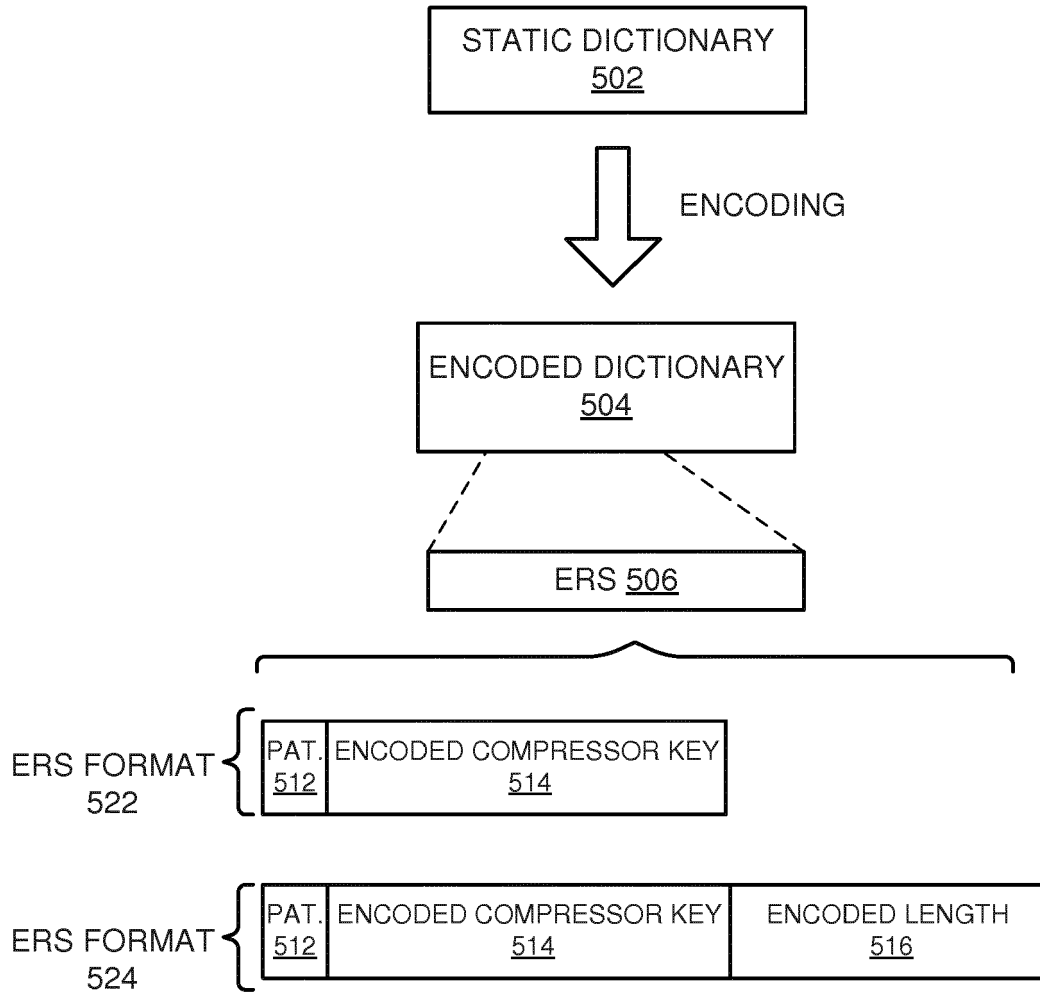 STATIC DICTIONARY
502
ENCODING
ENCODED DICTIONARY
504
ERS 506
ERS FORMAT
522
PAT.
512
ENCODED COMPRESSOR KEY
514
ERS FORMAT
524
PAT.
512
ENCODED COMPRESSOR KEY
514
ENCODED LENGTH
516